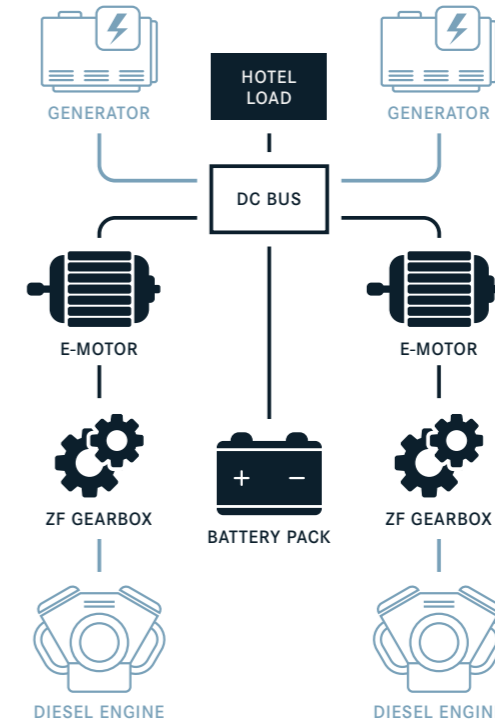 GENERATOR
HOTEL
LOAD
GENERATOR
DC BUS
E-MOTOR
E-MOTOR
ZF GEARBOX
BATTERY PACK
ZF GEARBOX
DIESEL ENGINE
DIESEL ENGIN